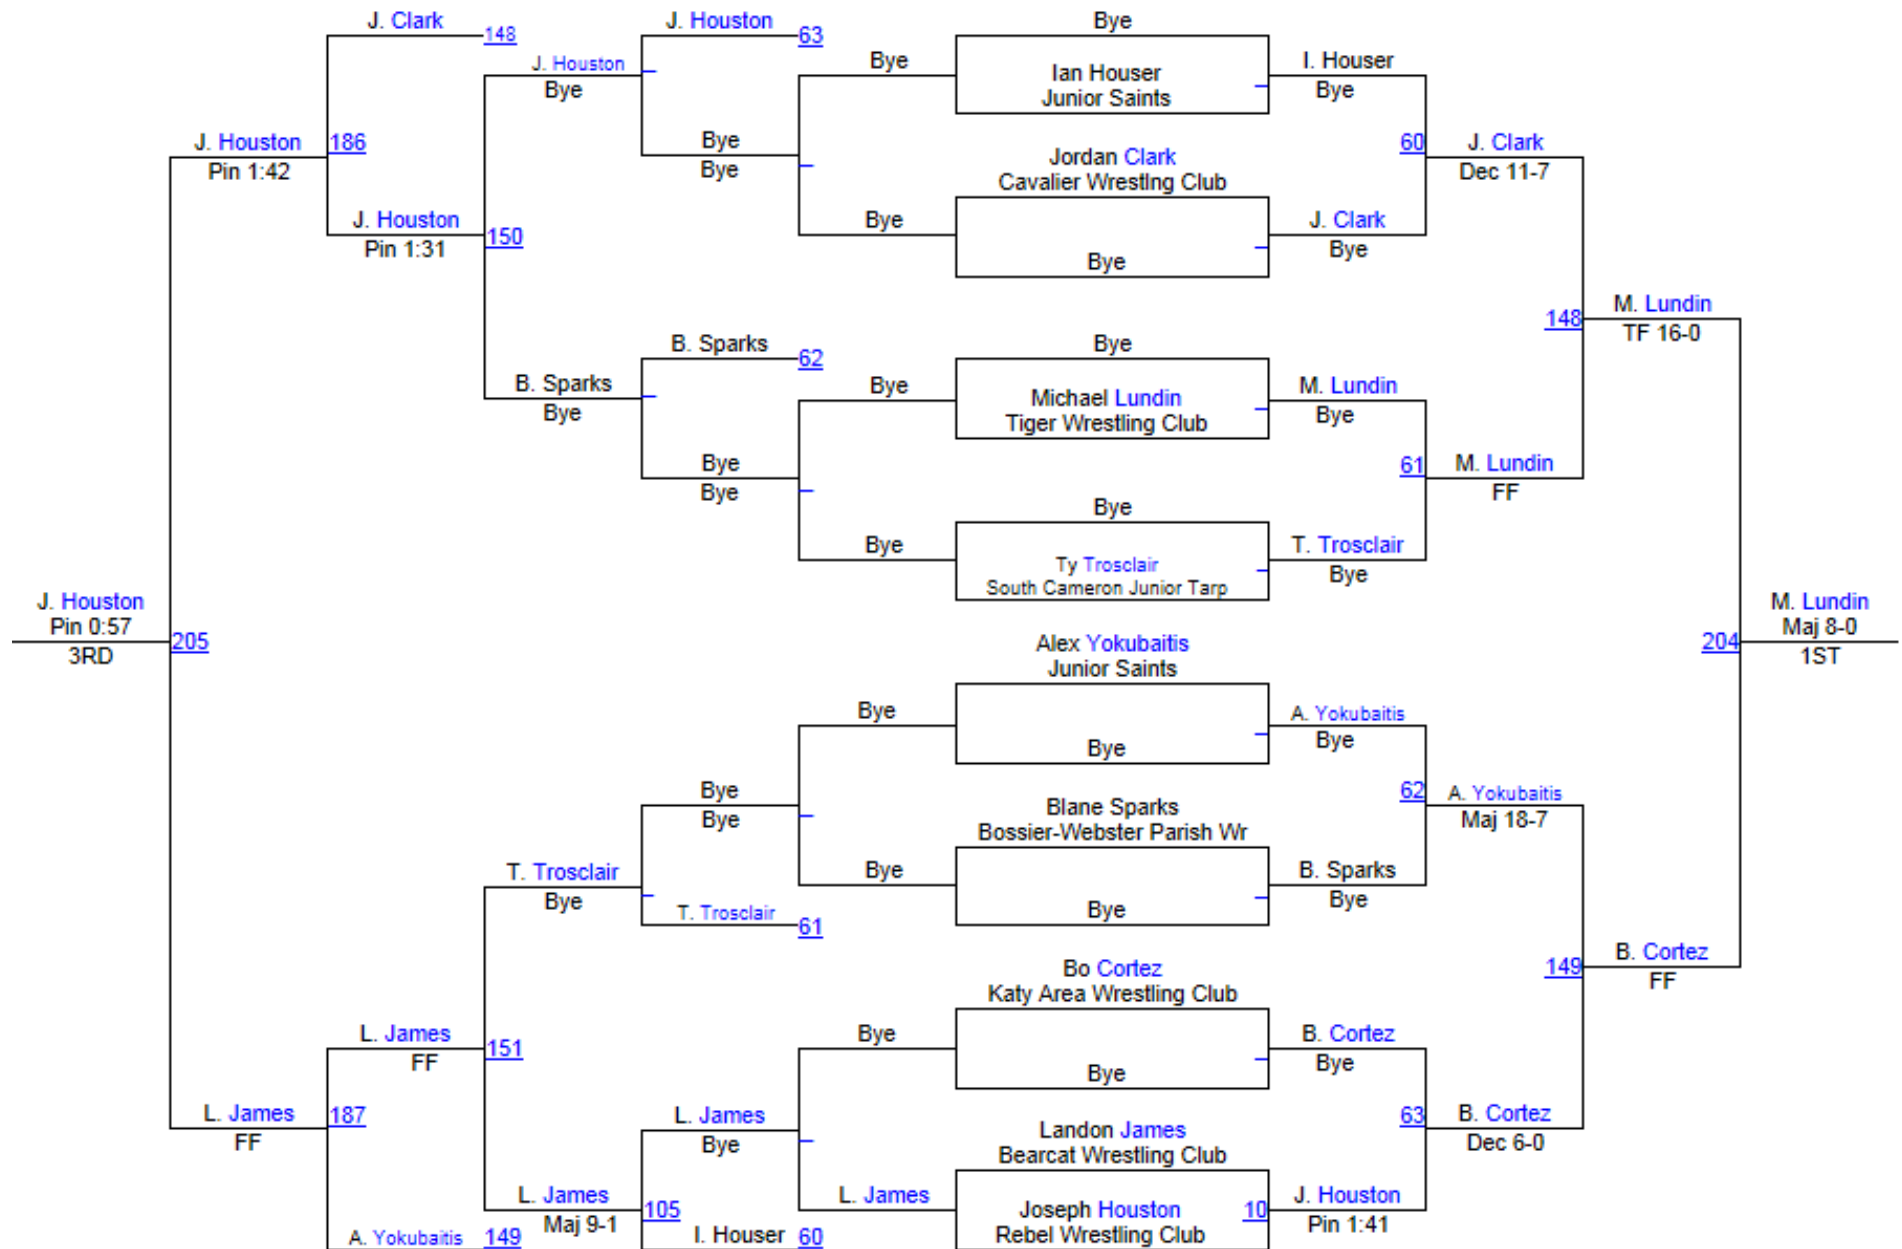 J. Clark
148
J. Houston
63
Bye
J. Houston
Bye
Bye
Ian Houser
Junior Saints
I. Houser
Bye
J. Houston
Pin 1:42
186
Bye
Bye
Jordan Clark
Cavalier Wrestlng Club
60
J. Clark
Dec 11-7
J. Houston
Pin 1:31
150
Bye
Bye
J. Clark
Bye
148
M. Lundin
TF 16-0
B. Sparks
62
Bye
B. Sparks
Bye
Bye
Michael Lundin
Tiger Wrestling Club
M. Lundin
Bye
Bye
Bye
61
M. Lundin
FF
Bye
Bye
Ty Trosclair
South Cameron Junior Tarp
T. Trosclair
Bye
J. Houston
Pin 0:57
3RD
205
Alex Yokubaitis
Junior Saints
204
M. Lundin
Maj 8-0
1ST
Bye
Bye
A. Yokubaitis
Bye
Bye
Bye
Blane Sparks
Bossier-Webster Parish Wr
62
A. Yokubaitis
Maj 18-7
T. Trosclair
Bye
Bye
Bye
B. Sparks
Bye
T. Trosclair
61
149
B. Cortez
FF
Bo Cortez
Katy Area Wrestling Club
L. James
FF
151
Bye
Bye
B. Cortez
Bye
L. James
FF
187
L. James
Bye
Landon James
Bearcat Wrestling Club
63
B. Cortez
Dec 6-0
L. James
Maj 9-1
105
L. James
Joseph Houston
Rebel Wrestling Club
10
J. Houston
Pin 1:41
A. Yokubaitis
149
I. Houser
60